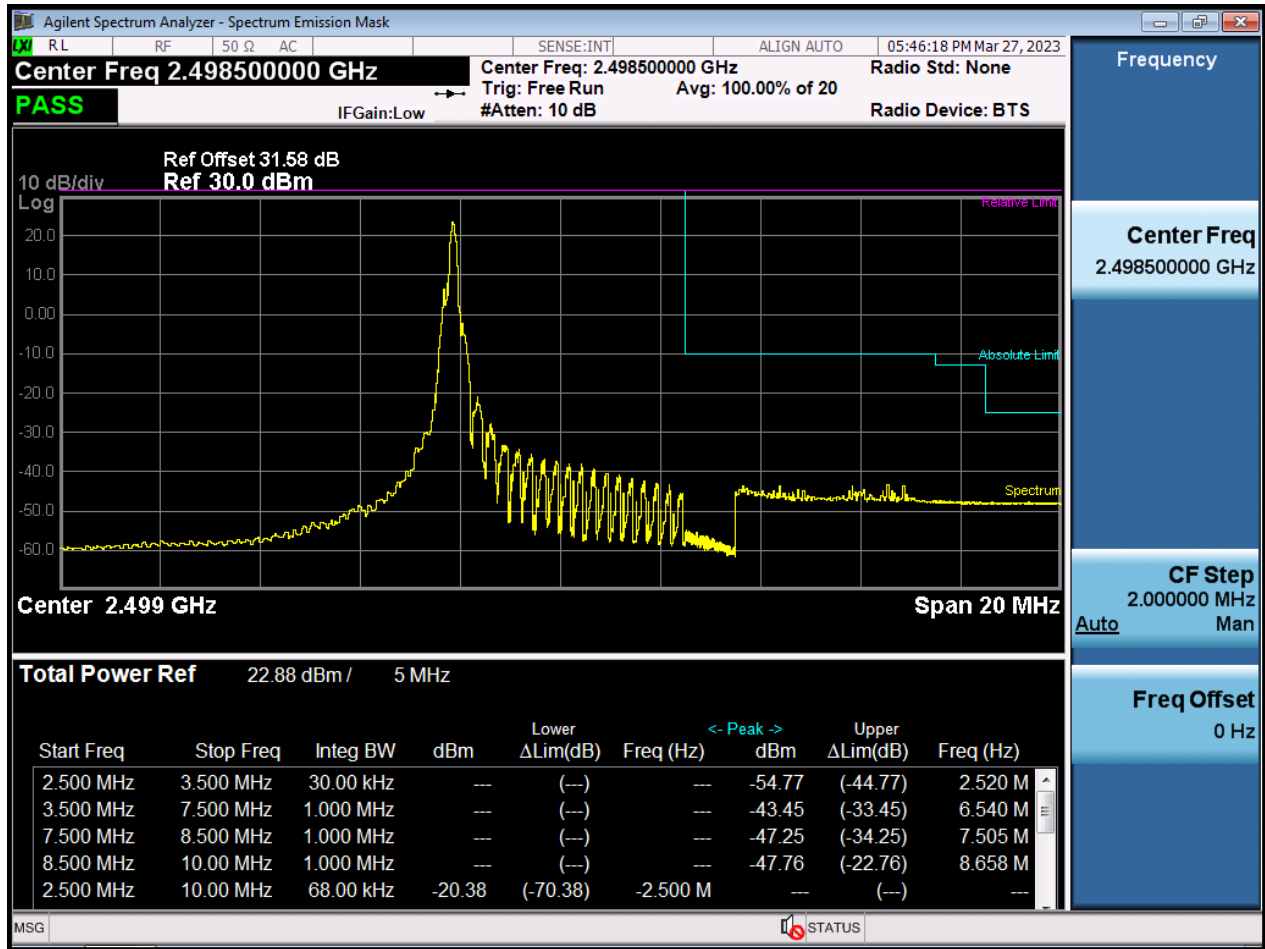 Agilent Spectrum Analyzer - Spectrum Emission Mask
LXI RL RF 50 Ω AC SENSE:INT ALIGN AUTO 05:46:18 PM Mar 27, 2023
Center Freq 2.498500000 GHz
PASS
IFGain:Low
Center Freq: 2.498500000 GHz
Trig: Free Run Avg: 100.00% of 20
#Atten: 10 dB
Radio Std: None
Radio Device: BTS
Ref Offset 31.58 dB
10 dB/div Ref 30.0 dBm
Log
Relative Limit
20.0
10.0
0.00
-10.0
Absolute Limit
-20.0
-30.0
-40.0
Spectrum
-50.0
-60.0
Center 2.499 GHz Span 20 MHz
Total Power Ref 22.88 dBm / 5 MHz
Lower <- Peak -> Upper
Start Freq Stop Freq Integ BW dBm ΔLim(dB) Freq (Hz) dBm ΔLim(dB) Freq (Hz)
2.500 MHz 3.500 MHz 30.00 kHz --- (---) --- -54.77 (-44.77) 2.520 M
3.500 MHz 7.500 MHz 1.000 MHz --- (---) --- -43.45 (-33.45) 6.540 M
7.500 MHz 8.500 MHz 1.000 MHz --- (---) --- -47.25 (-34.25) 7.505 M
8.500 MHz 10.00 MHz 1.000 MHz --- (---) --- -47.76 (-22.76) 8.658 M
2.500 MHz 10.00 MHz 68.00 kHz -20.38 (-70.38) -2.500 M --- (---) ---
MSG STATUS
Frequency
Center Freq
2.498500000 GHz
CF Step
2.000000 MHz
Auto Man
Freq Offset
0 Hz